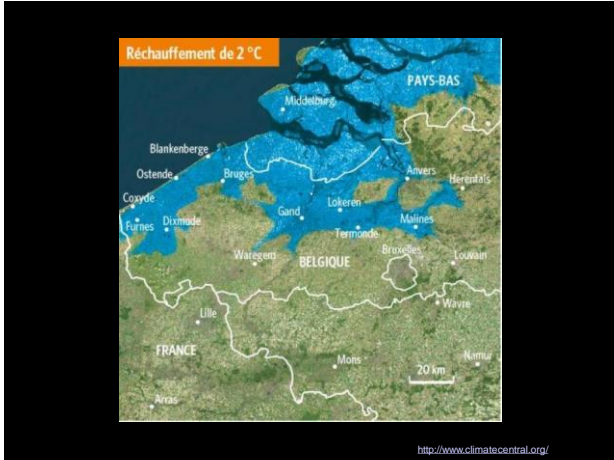 Réchauffement de 2 °C
PAYS-BAS
Middelburg
Blankenberge
Ostende
Bruges
Anvers
Herentals
Coxyde
Lokeren
Gand
Furnes
Dixmude
Malines
Termonde
Waregem
BELGIQUE
Bruxelles
Louvain
Wavre
Lille
FRANCE
Mons
Namur
20 km
Arras
http://www.climatecentral.org/